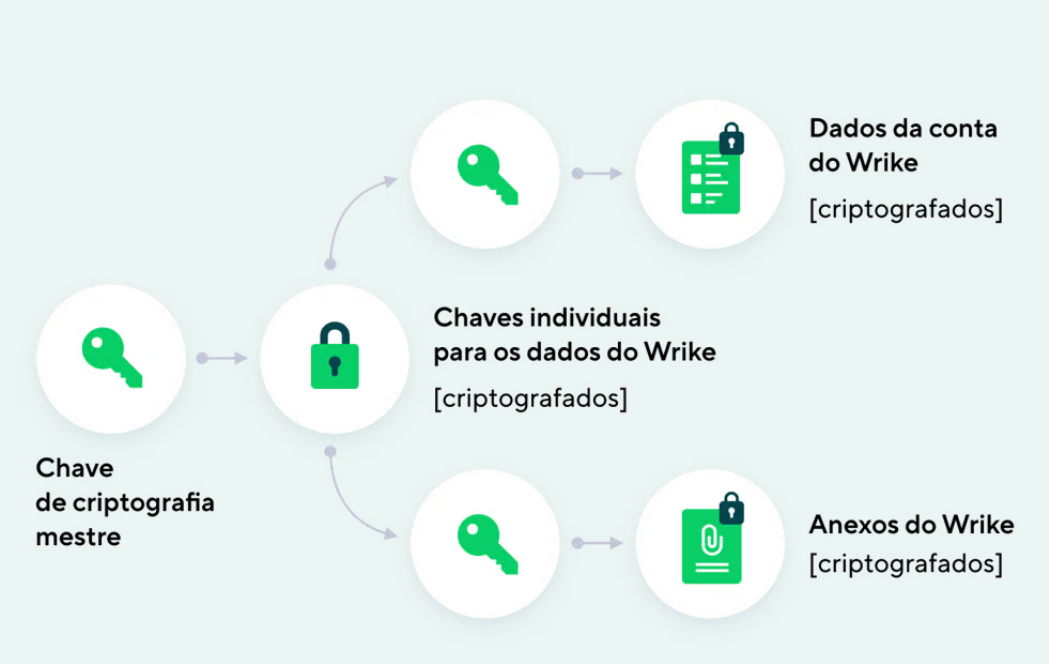 Dados da conta
do Wrike
[criptografados]
Chaves individuais
para os dados do Wrike
[criptografados]
Chave
de criptografia
mestre
Anexos do Wrike
[criptografados]